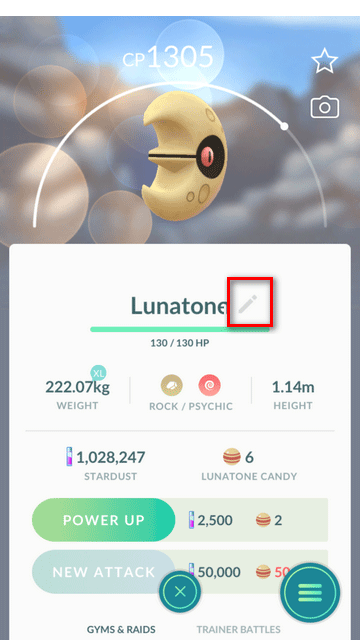 CP1305
Lunatone
130 / 130 HP
XL
222.07kg
WEIGHT
ROCK / PSYCHIC
1.14m
HEIGHT
1,028,247
STARDUST
6
LUNATONE CANDY
POWER UP
2,500
2
NEW ATTACK
50,000
GYMS & RAIDS
TRAINER BATTLES